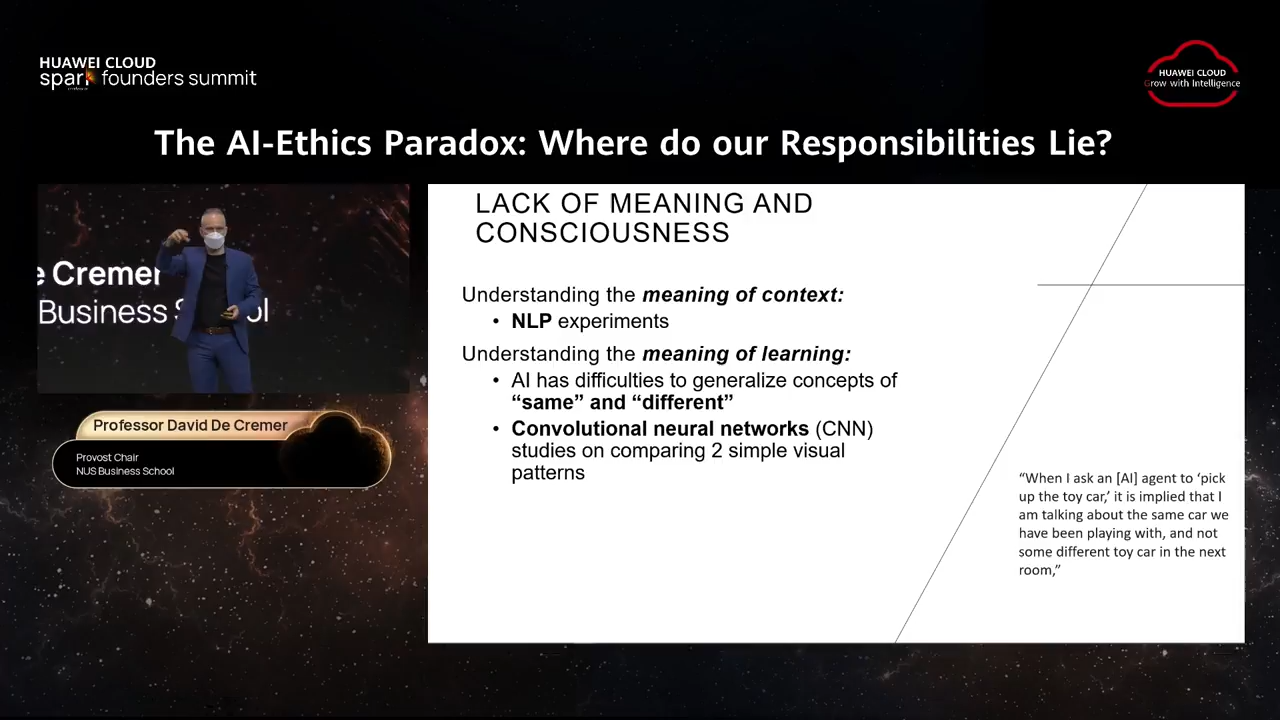 HUAWEI CLOUD
spark founders summit
HUAWEI CLOUD
Grow with Intelligence
The AI-Ethics Paradox: Where do our Responsibilities Lie?
e Cremer
Business S ol
Professor David De Cremer
Provost Chair
NUS Business School
LACK OF MEANING AND
CONSCIOUSNESS
Understanding the meaning of context:
• NLP experiments
Understanding the meaning of learning:
• AI has difficulties to generalize concepts of
“same” and “different”
• Convolutional neural networks (CNN)
studies on comparing 2 simple visual
patterns
“When I ask an [AI] agent to ‘pick
up the toy car,’ it is implied that I
am talking about the same car we
have been playing with, and not
some different toy car in the next
room,”